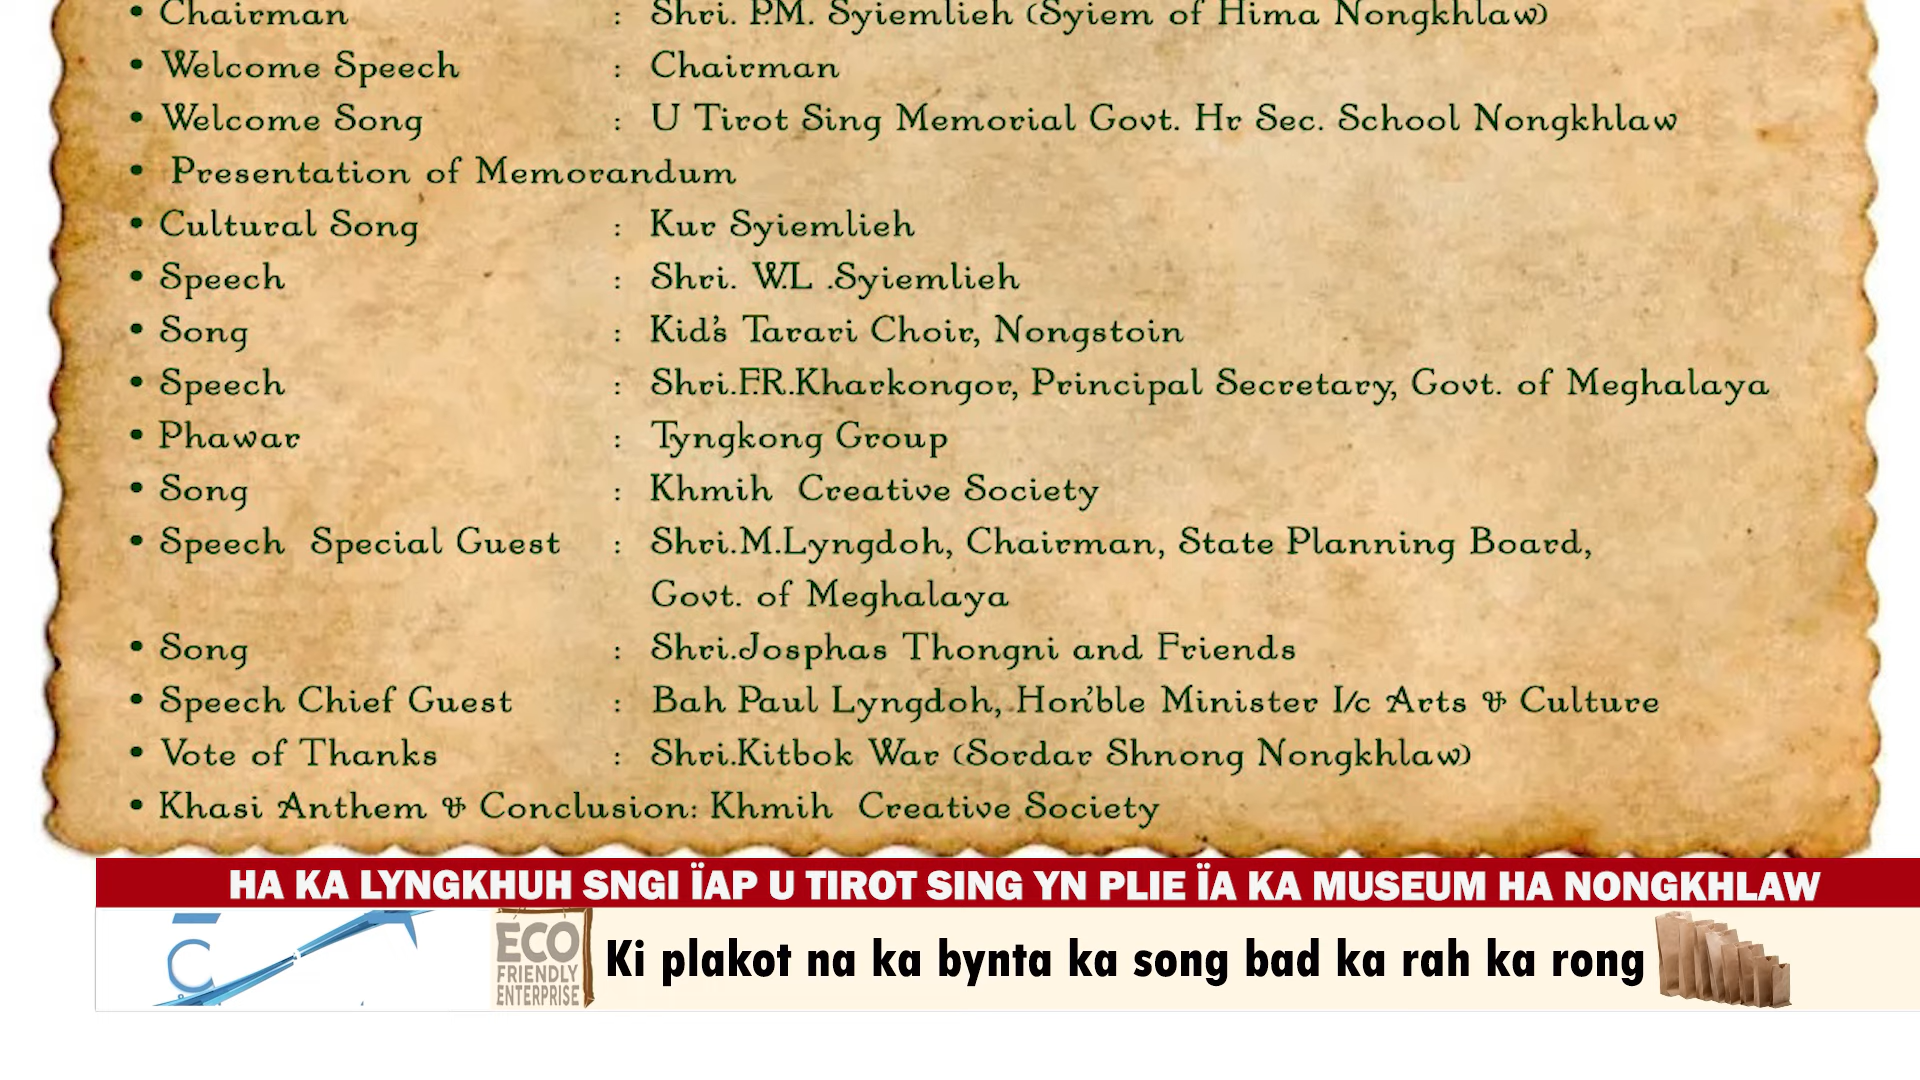 • Chairman : Shri. P.M. Syiemlieh (Syiem of Hima Nongkhlaw)
• Welcome Speech : Chairman
• Welcome Song : U Tirot Sing Memorial Govt. Hr Sec. School Nongkhlaw
• Presentation of Memorandum
• Cultural Song : Kur Syiemlieh
• Speech : Shri. W.L .Syiemlieh
• Song : Kid's Tarari Choir, Nongstoin
• Speech : Shri.F.R.Kharkongor, Principal Secretary, Govt. of Meghalaya
• Phawar : Tyngkong Group
• Song : Khmih Creative Society
• Speech Special Guest : Shri.M.Lyngdoh, Chairman, State Planning Board,
Govt. of Meghalaya
• Song : Shri.Josphas Thongni and Friends
• Speech Chief Guest : Bah Paul Lyngdoh, Hon'ble Minister I/c Arts & Culture
• Vote of Thanks : Shri.Kitbok War (Sordar Shnong Nongkhlaw)
• Khasi Anthem & Conclusion: Khmih Creative Society
HA KA LYNGKHUH SNGI ÏAP U TIROT SING YN PLIE ÏA KA MUSEUM HA NONGKHLAW
ECO
FRIENDLY
ENTERPRISE
Ki plakot na ka bynta ka song bad ka rah ka rong